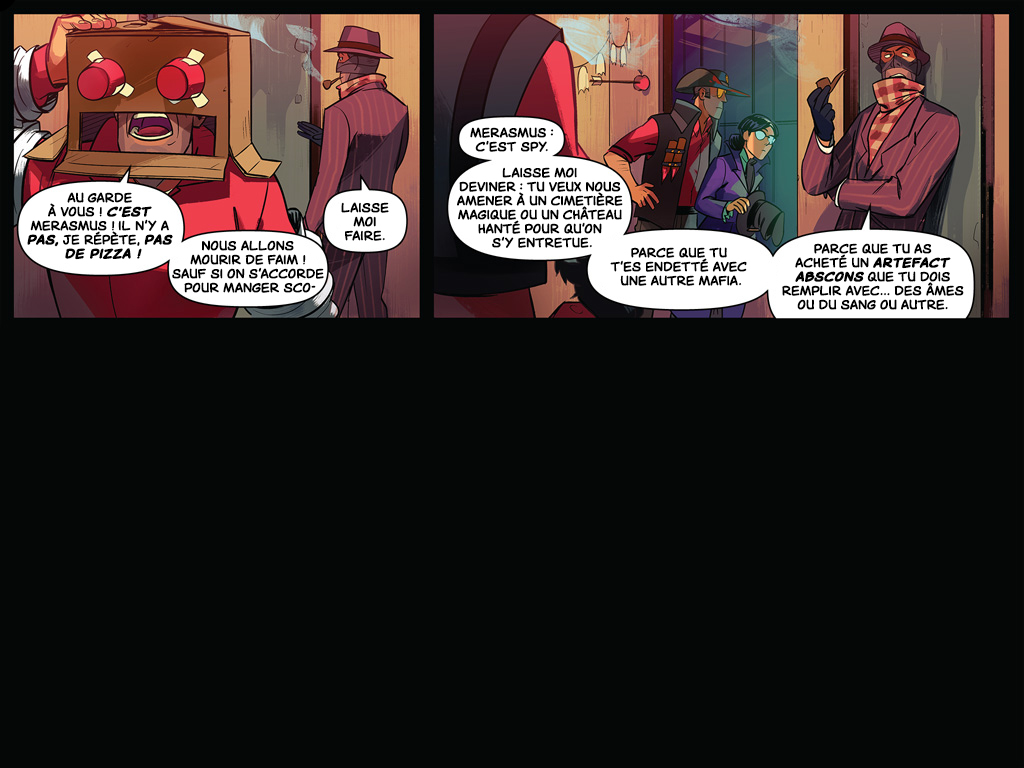 AU GARDE
À VOUS ! C'EST
MERASMUS ! IL N'Y A
PAS, JE RÉPÈTE, PAS
DE PIZZA !
NOUS ALLONS
MOURIR DE FAIM !
SAUF SI ON S'ACCORDE
POUR MANGER SCO-
LAISSE
MOI
FAIRE.
MERASMUS :
C'EST SPY.
LAISSE MOI
DEVINER : TU VEUX NOUS
AMENER À UN CIMETIÈRE
MAGIQUE OU UN CHÂTEAU
HANTÉ POUR QU'ON
S'Y ENTRETUE.
PARCE QUE TU
T'ES ENDETTÉ AVEC
UNE AUTRE MAFIA.
PARCE QUE TU AS
ACHETÉ UN ARTEFACT
ABSCONS QUE TU DOIS
REMPLIR AVEC... DES ÂMES
OU DU SANG OU AUTRE.